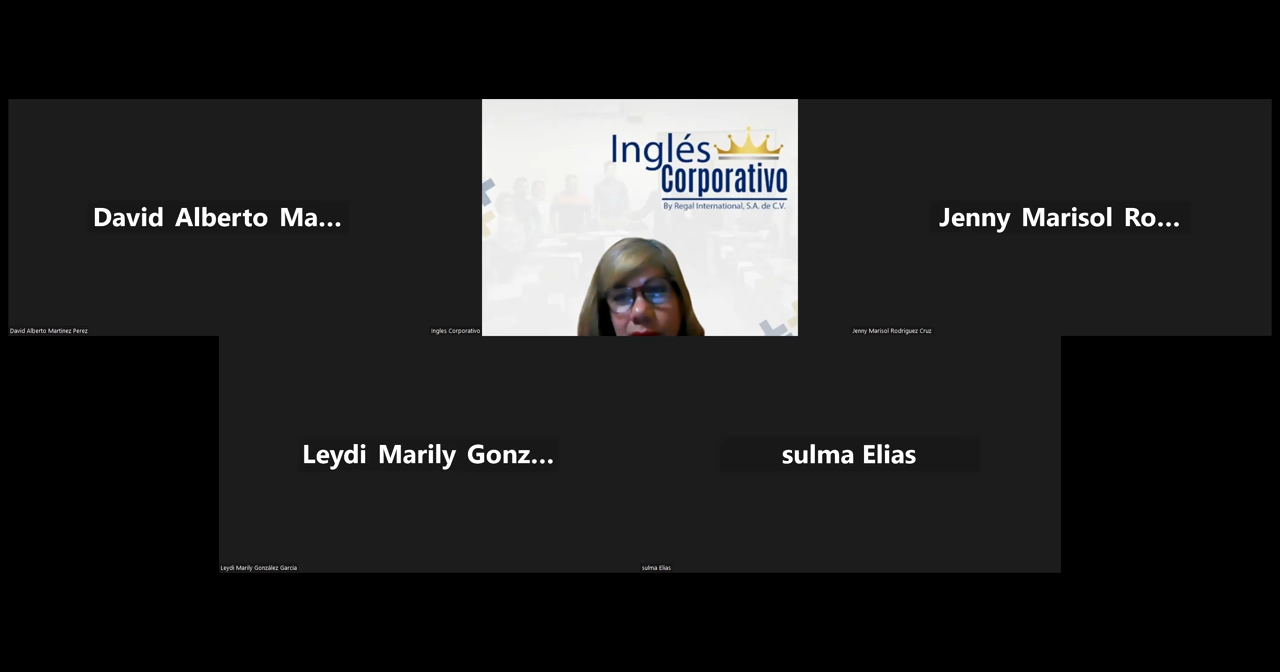 Inglés
Corporativo
By Regal International, S.A. de C.V.
David Alberto Ma...
Jenny Marisol Ro...
David Alberto Martinez Perez
Ingles Corporativo
Jenny Marisol Rodriguez Cruz
Leydi Marily Gonz...
sulma Elias
Leydi Marily González Garcia
sulma Elias